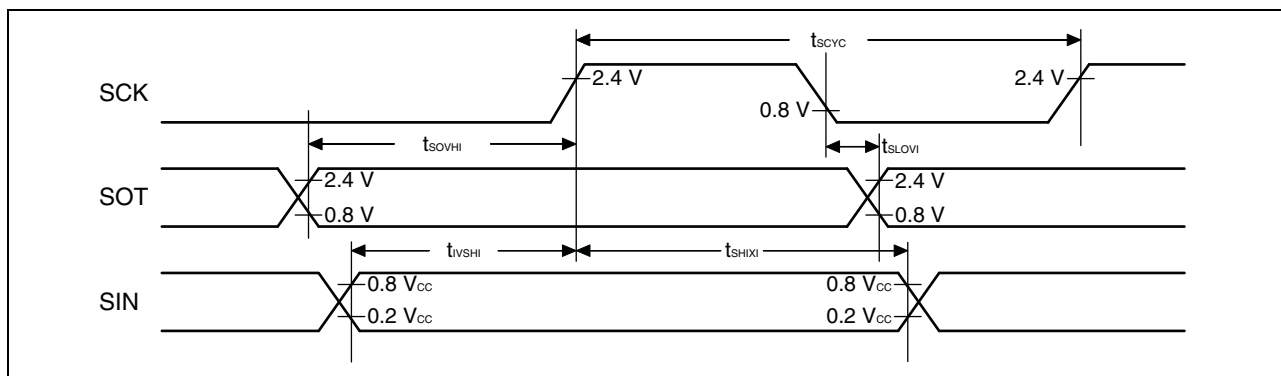 tSCYC
SCK
2.4 V
2.4 V
0.8 V
tSOVHI
tSLOVI
SOT
2.4 V
2.4 V
0.8 V
0.8 V
tIVSHI
tSHIXI
SIN
0.8 VCC
0.8 VCC
0.2 VCC
0.2 VCC